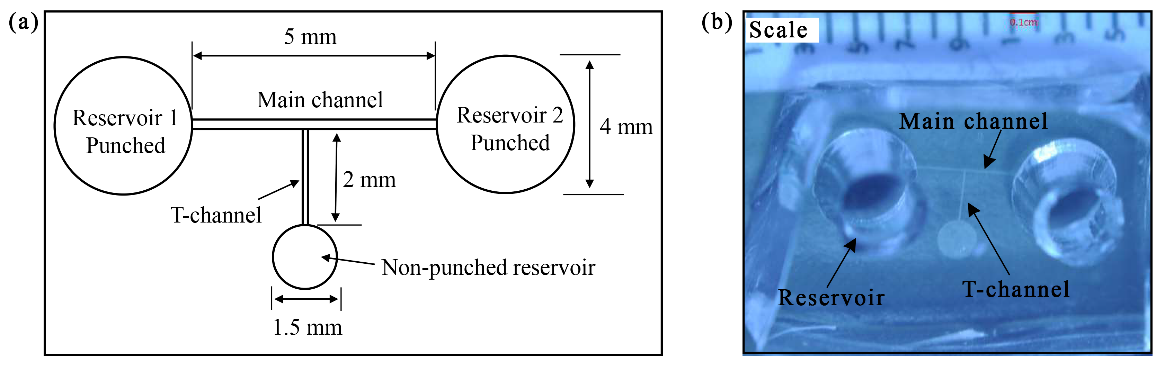 (a)
5 mm
Main channel
Reservoir 1
Punched
Reservoir 2
Punched
4 mm
2 mm
T-channel
Non-punched reservoir
1.5 mm
(b)
0.1cm
Scale
Main channel
Reservoir
T-channel